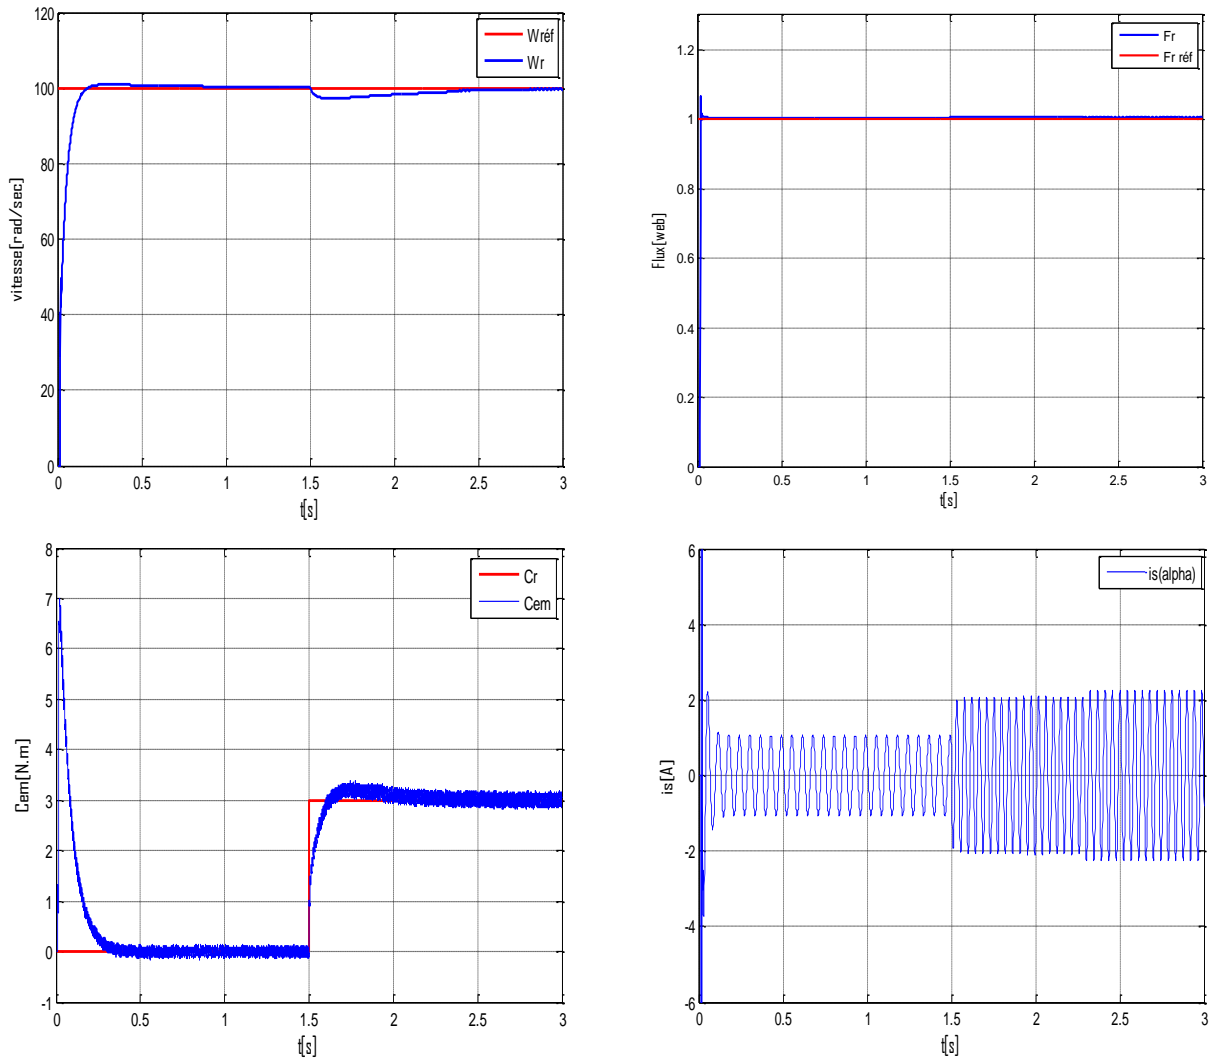 120
100
80
60
40
20
0
0 0.5 1 1.5 2 2.5 3
vitesse[rad/sec]
t[s]
Wréf
Wr
1.2
1
0.8
0.6
0.4
0.2
0
0 0.5 1 1.5 2 2.5 3
Flux[web]
t[s]
Fr
Fr réf
8
7
6
5
4
3
2
1
0
-1
0 0.5 1 1.5 2 2.5 3
Cem[N.m]
t[s]
Cr
Cem
6
4
2
0
-2
-4
-6
0 0.5 1 1.5 2 2.5 3
is[A]
t[s]
is(alpha)